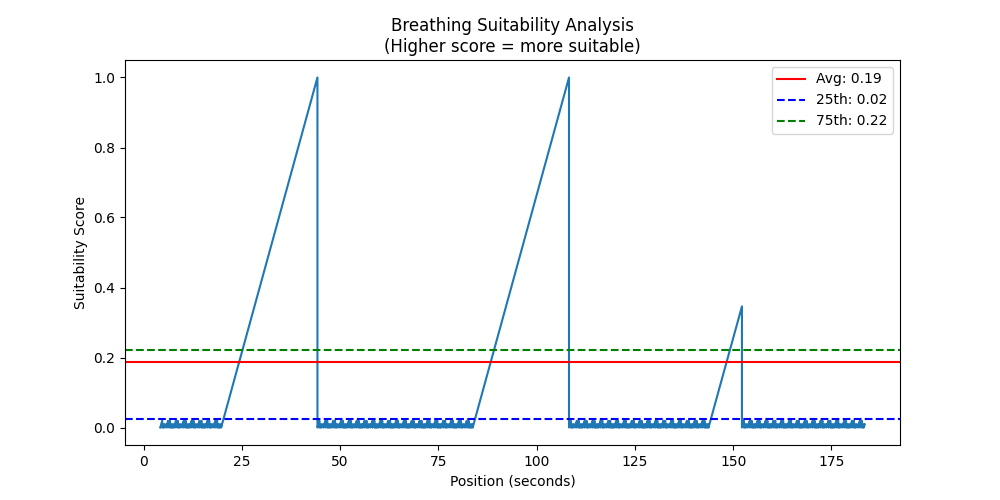 Breathing Suitability Analysis
(Higher score = more suitable)
Avg: 0.19
25th: 0.02
75th: 0.22
1.0
0.8
0.6
0.4
0.2
0.0
Suitability Score
0
25
50
75
100
125
150
175
Position (seconds)